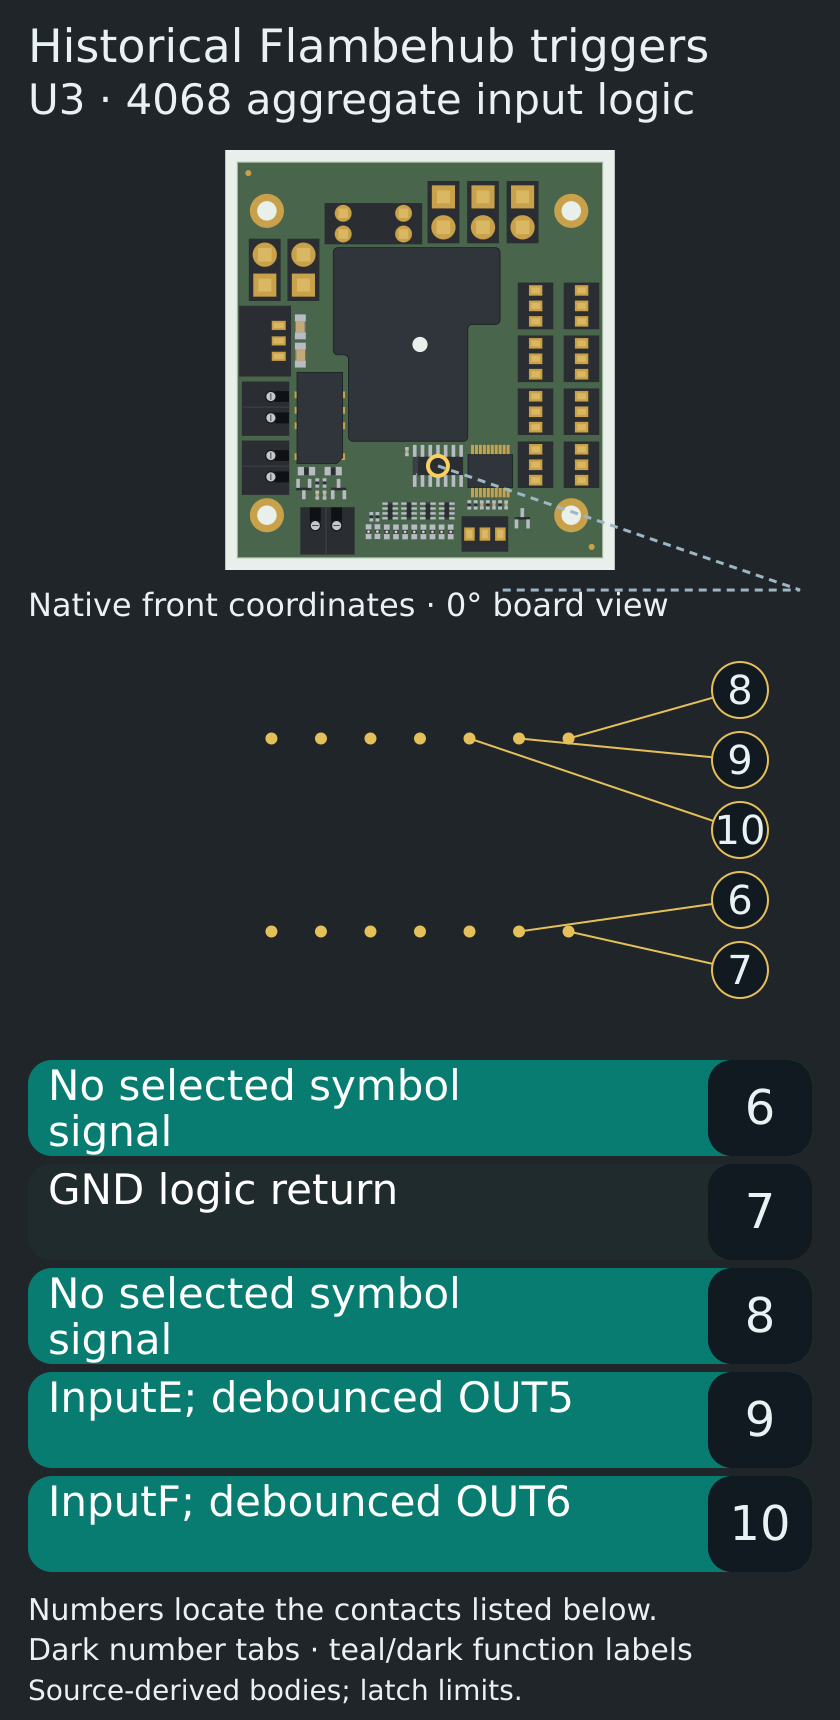 Historical Flambehub triggers
U3 · 4068 aggregate input logic
Native front coordinates · 0° board view
8
9
10
6
7
No selected symbol
signal
6
GND logic return
7
No selected symbol
signal
8
InputE; debounced OUT5
9
InputF; debounced OUT6
10
Numbers locate the contacts listed below.
Dark number tabs · teal/dark function labels
Source-derived bodies; latch limits.